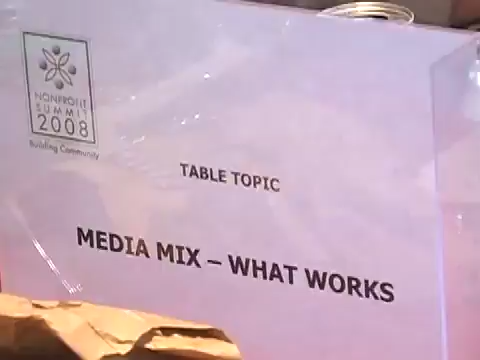 NONPROFIT
SUMMIT
2008
Building Community
TABLE TOPIC
MEDIA MIX – WHAT WORKS